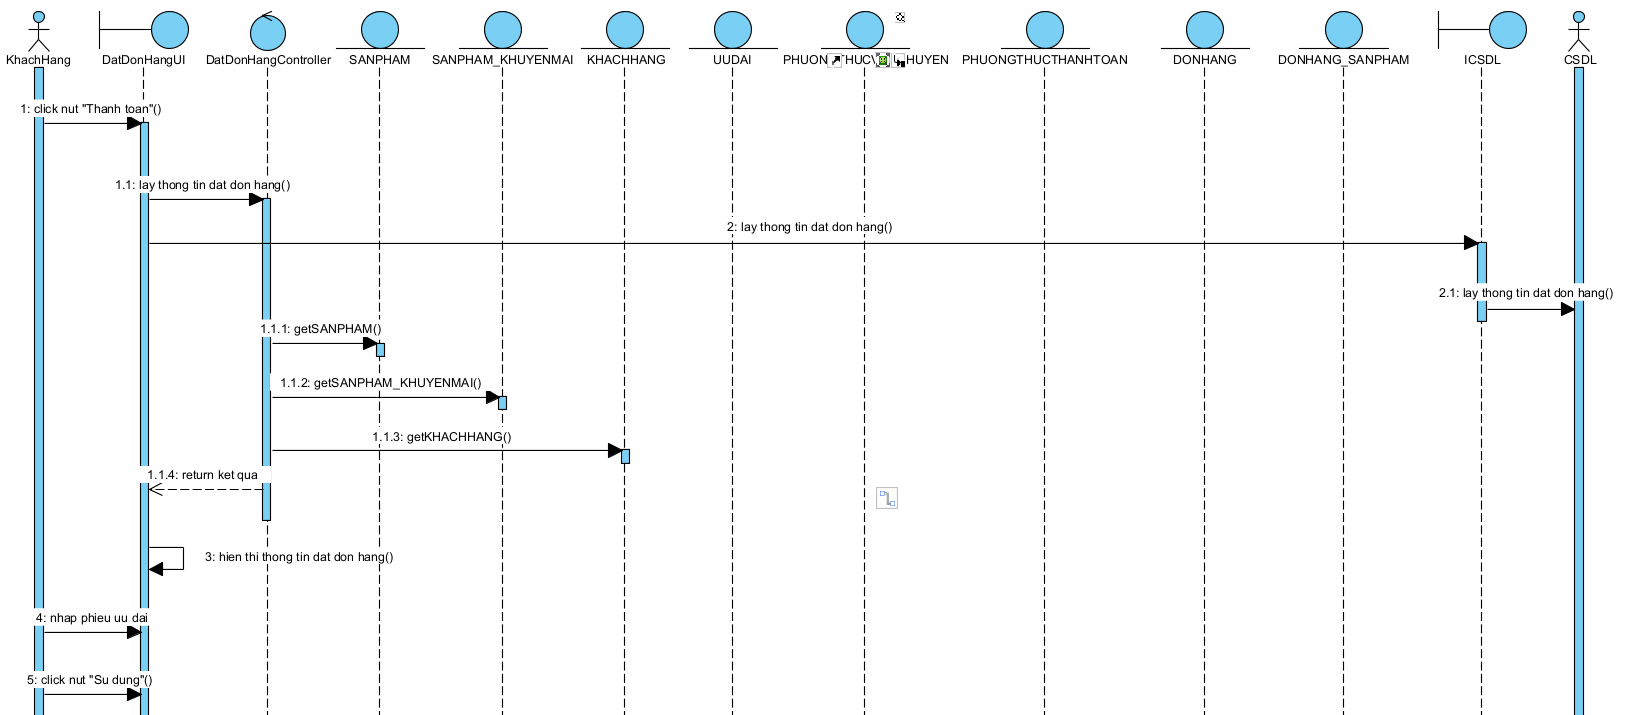 KhachHang
DatDonHangUI
DatDonHangController
SANPHAM
SANPHAM_KHUYENMAI
KHACHHANG
UUDAI
PHUON THUCV HUYEN
PHUONGTHUCTHANHTOAN
DONHANG
DONHANG_SANPHAM
ICSDL
CSDL
1: click nut "Thanh toan"()
1.1: lay thong tin dat don hang()
2: lay thong tin dat don hang()
2.1: lay thong tin dat don hang()
1.1.1: getSANPHAM()
1.1.2: getSANPHAM_KHUYENMAI()
1.1.3: getKHACHHANG()
1.1.4: return ket qua
3: hien thi thong tin dat don hang()
4: nhap phieu uu dai
5: click nut "Su dung"()